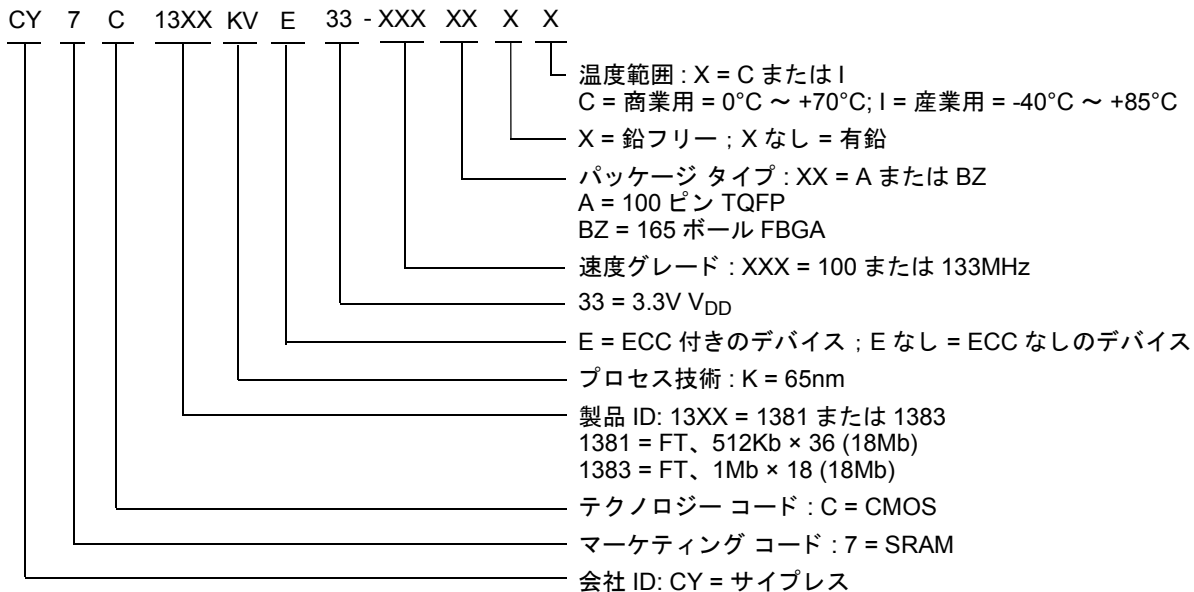 CY 7 C 13XX KV E 33 - XXX XX X X
温度範囲 : X = C または I
C = 商業用 = 0°C ～ +70°C; I = 産業用 = -40°C ～ +85°C
X = 鉛フリー ; X なし = 有鉛
パッケージ タイプ : XX = A または BZ
A = 100 ピン TQFP
BZ = 165 ボール FBGA
速度グレード : XXX = 100 または 133MHz
33 = 3.3V VDD
E = ECC 付きのデバイス ; E なし = ECC なしのデバイス
プロセス技術 : K = 65nm
製品 ID: 13XX = 1381 または 1383
1381 = FT、512Kb × 36 (18Mb)
1383 = FT、1Mb × 18 (18Mb)
テクノロジー コード : C = CMOS
マーケティング コード : 7 = SRAM
会社 ID: CY = サイプレス